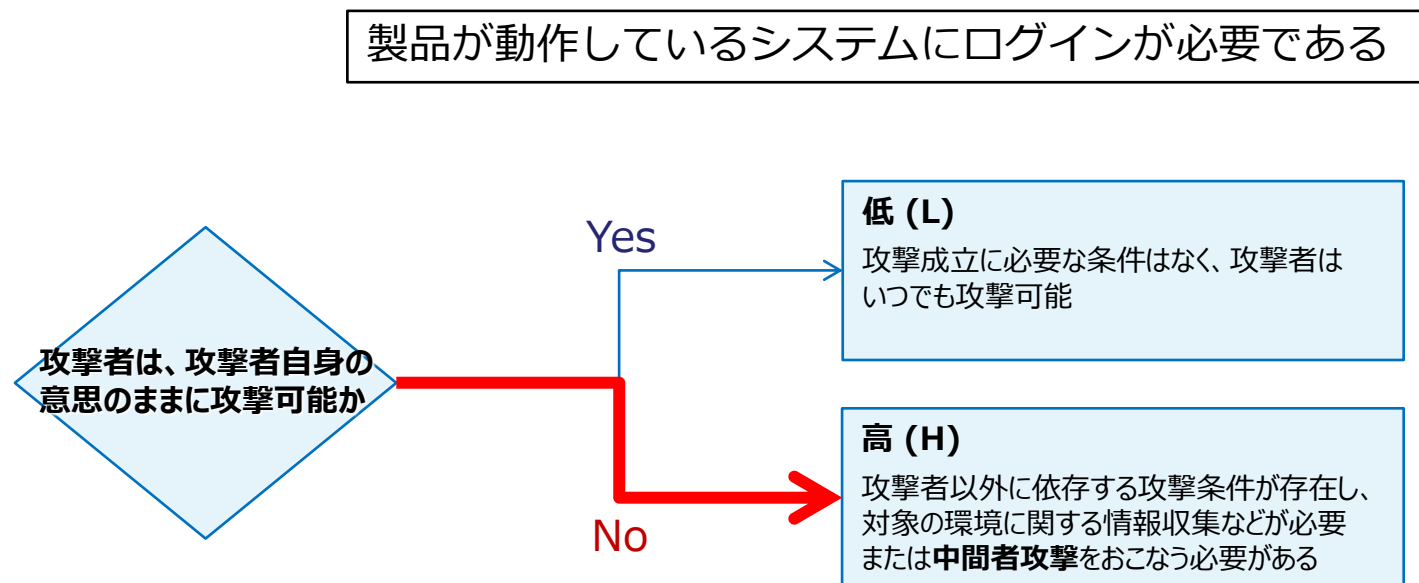 製品が動作しているシステムにログインが必要である
Yes
低 (L)
攻撃成立に必要な条件はなく、攻撃者は
いつでも攻撃可能
攻撃者は、攻撃者自身の
意思のままに攻撃可能か
高 (H)
攻撃者以外に依存する攻撃条件が存在し、
対象の環境に関する情報収集などが必要
または中間者攻撃をおこなう必要がある
No